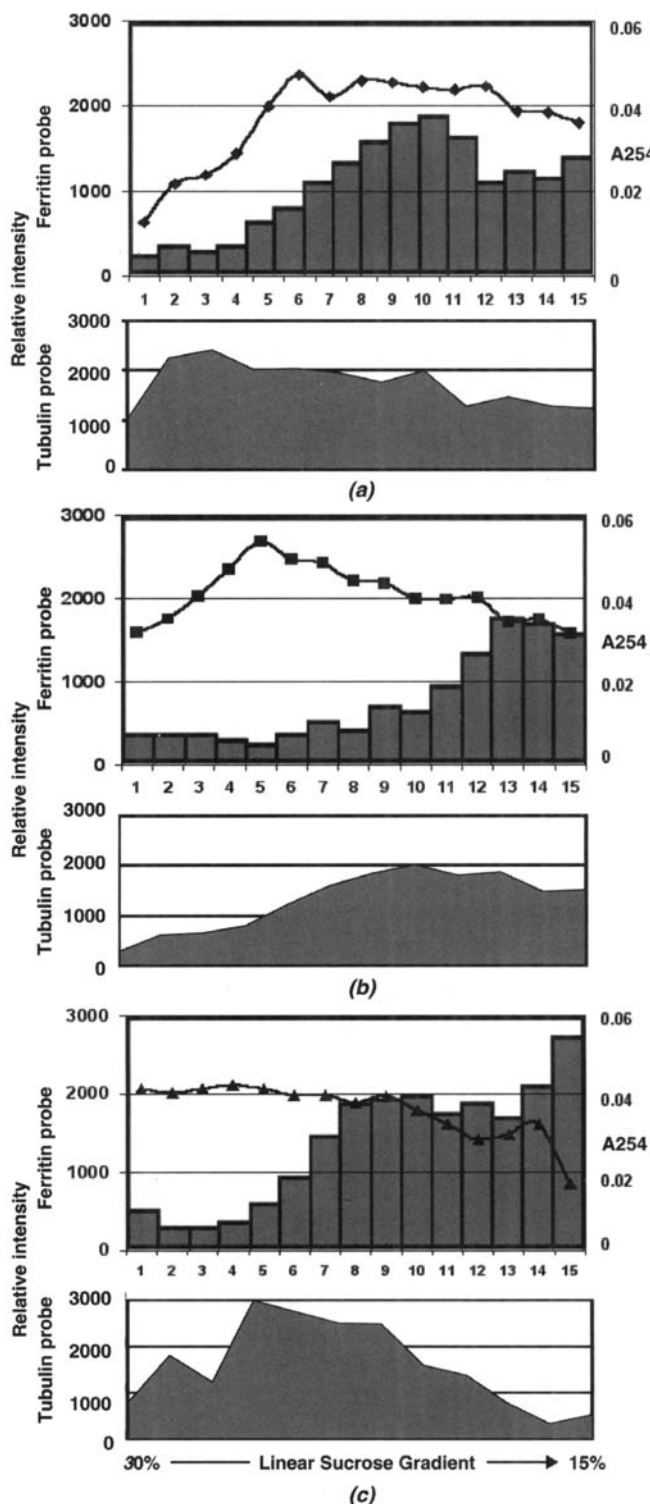 3000
2000
1000
0
Ferritin probe
0.06
0.04
A254
0.02
0
1 2 3 4 5 6 7 8 9 10 11 12 13 14 15
Relative intensity
3000
2000
1000
0
Tubulin probe
(a)
3000
2000
1000
0
Ferritin probe
0.06
0.04
A254
0.02
0
1 2 3 4 5 6 7 8 9 10 11 12 13 14 15
Relative intensity
3000
2000
1000
0
Tubulin probe
(b)
3000
2000
1000
0
Ferritin probe
0.06
0.04
A254
0.02
0
1 2 3 4 5 6 7 8 9 10 11 12 13 14 15
Relative intensity
3000
2000
1000
0
Tubulin probe
30% Linear Sucrose Gradient 15%
(c)